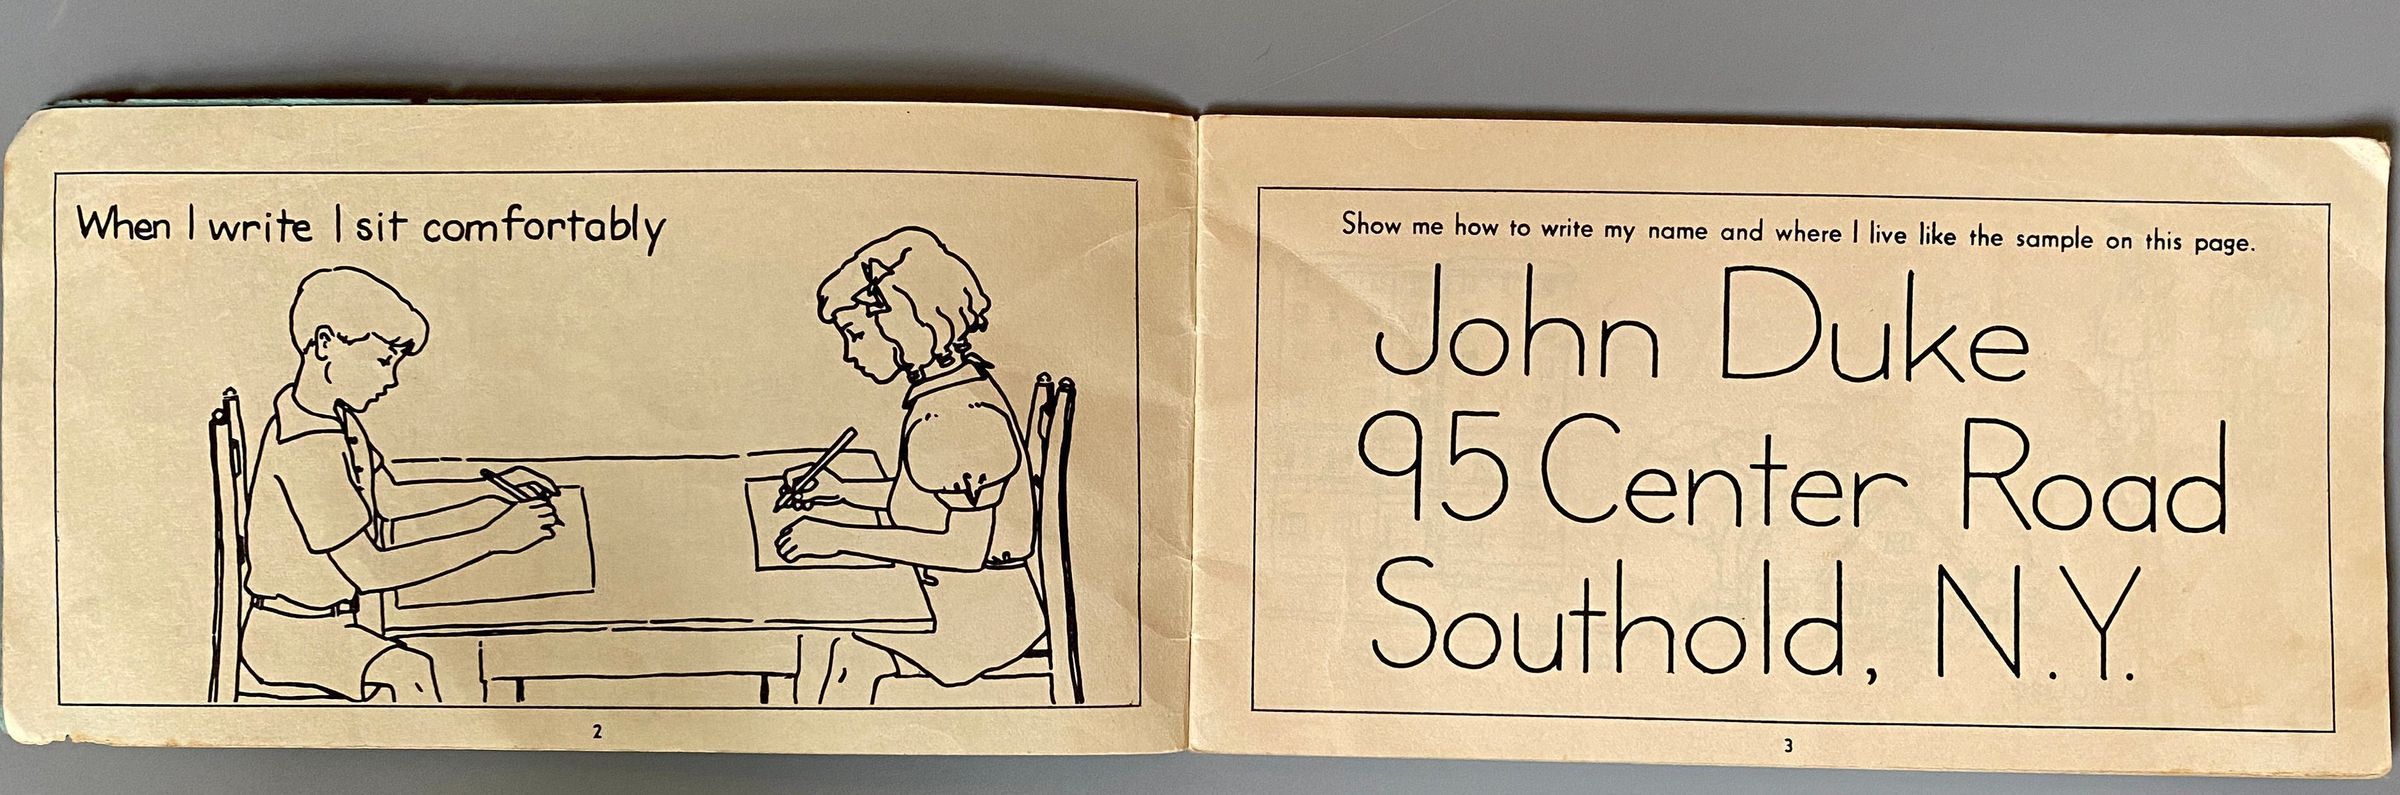 When I write I sit comfortably
2
Show me how to write my name and where I live like the sample on this page.
John Duke
95 Center Road
Southold, N.Y.
3